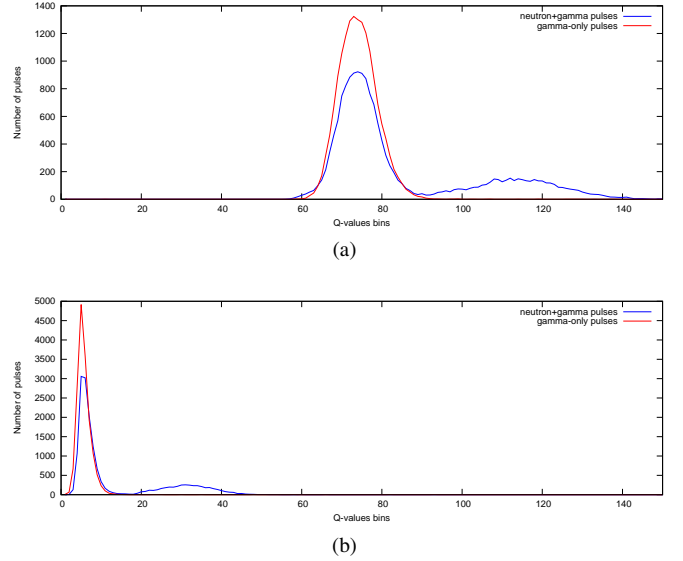 1400
1200
1000
800
600
400
200
0
Number of pulses
neutron+gamma pulses
gamma-only pulses
0 20 40 60 80 100 120 140
Q-values bins
(a)
5000
4500
4000
3500
3000
2500
2000
1500
1000
500
0
Number of pulses
neutron+gamma pulses
gamma-only pulses
0 20 40 60 80 100 120 140
Q-values bins
(b)